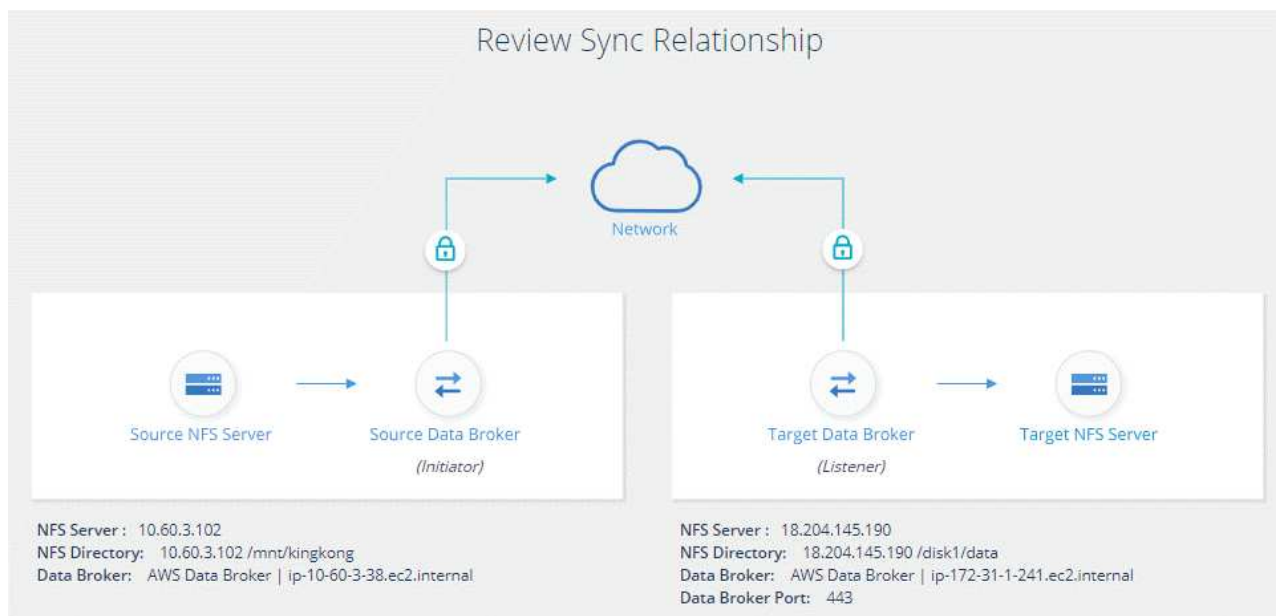 Review Sync Relationship
Network
Source NFS Server
Source Data Broker
(Initiator)
Target Data Broker
(Listener)
Target NFS Server
NFS Server : 10.60.3.102
NFS Directory: 10.60.3.102 /mnt/kingkong
Data Broker: AWS Data Broker | ip-10-60-3-38.ec2.internal
NFS Server : 18.204.145.190
NFS Directory: 18.204.145.190 /disk1/data
Data Broker: AWS Data Broker | ip-172-31-1-241.ec2.internal
Data Broker Port: 443